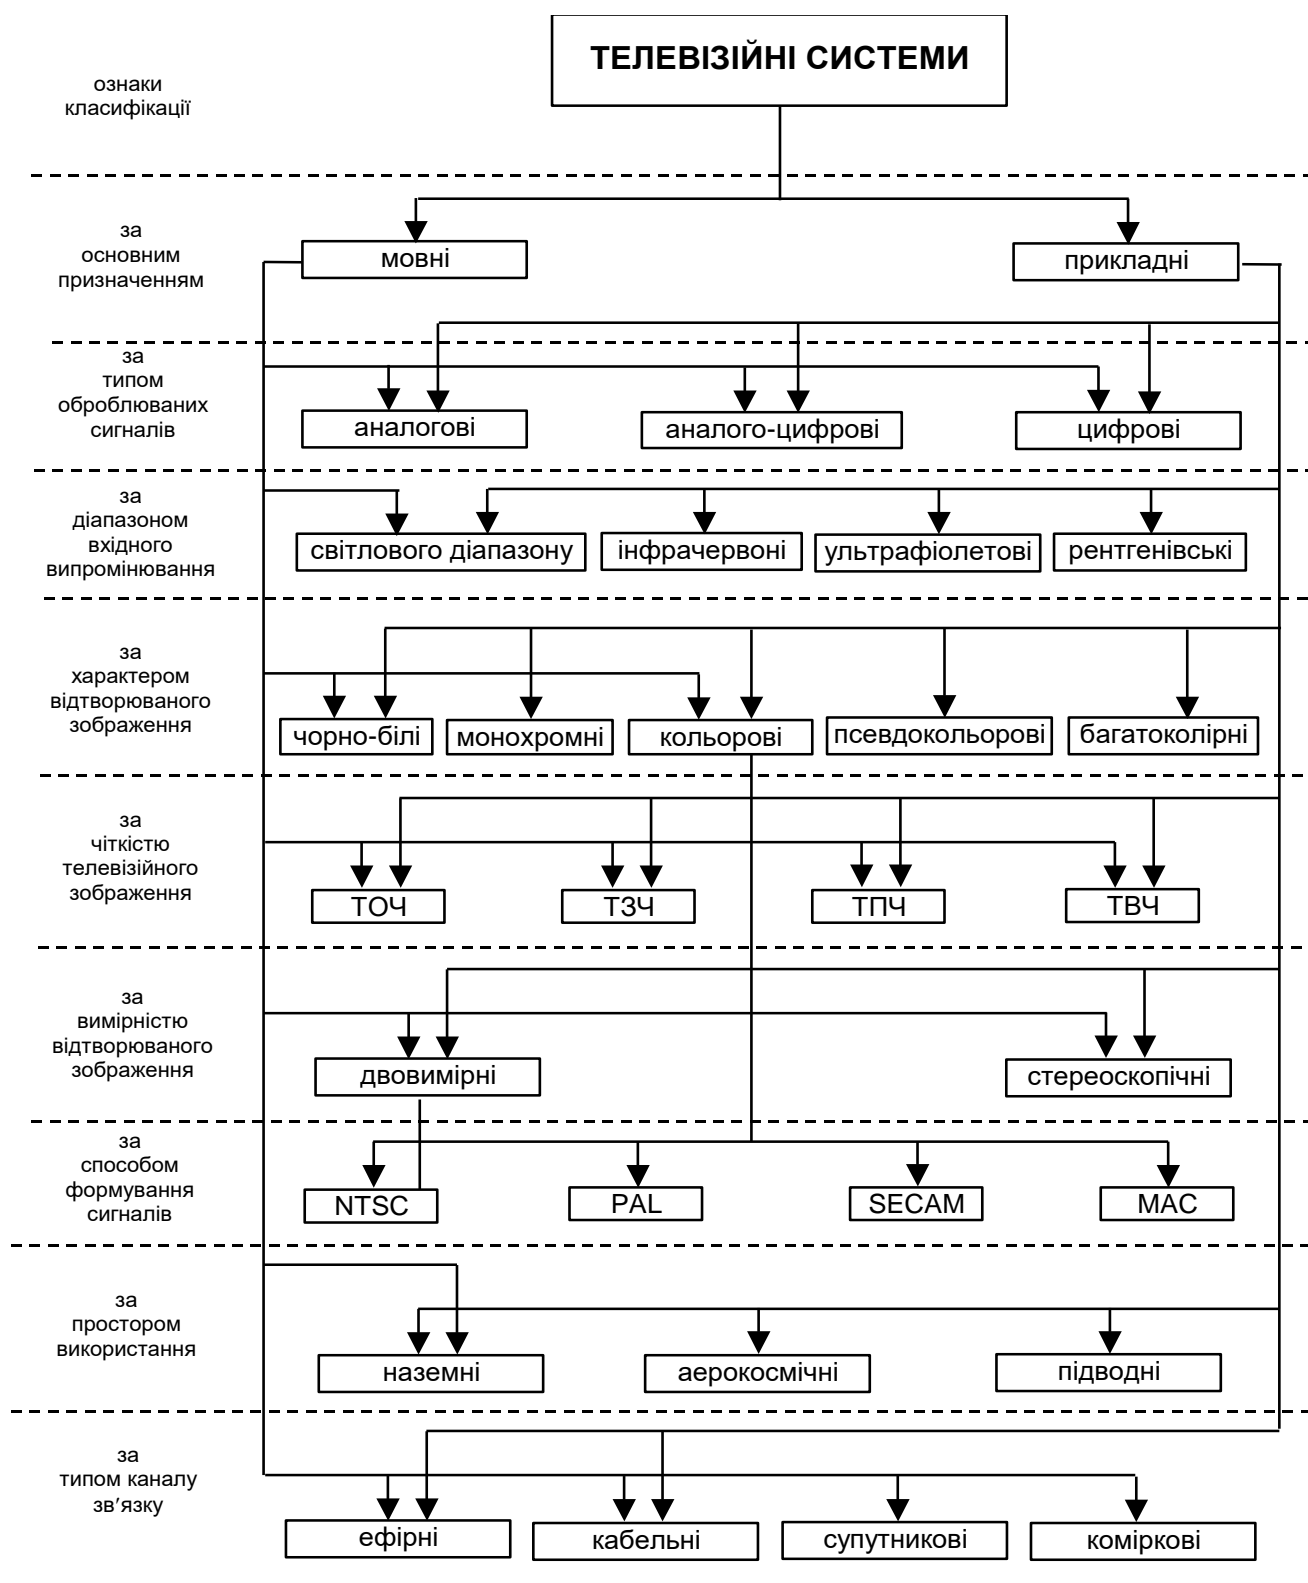 ТЕЛЕВІЗІЙНІ СИСТЕМИ
ознаки
класифікації
за
основним
призначенням
мовні
прикладні
за
типом
оброблюваних
сигналів
аналогові
аналого-цифрові
цифрові
за
діапазоном
вхідного
випромінювання
світлового діапазону
інфрачервоні
ультрафіолетові
рентгенівські
за
характером
відтворюваного
зображення
чорно-білі
монохромні
кольорові
псевдокольорові
багатоколірні
за
чіткістю
телевізійного
зображення
ТОЧ
ТЗЧ
ТПЧ
ТВЧ
за
вимірністю
відтворюваного
зображення
двовимірні
стереоскопічні
за
способом
формування
сигналів
NTSC
PAL
SECAM
MAC
за
простором
використання
наземні
аерокосмічні
підводні
за
типом каналу
зв′язку
ефірні
кабельні
супутникові
коміркові